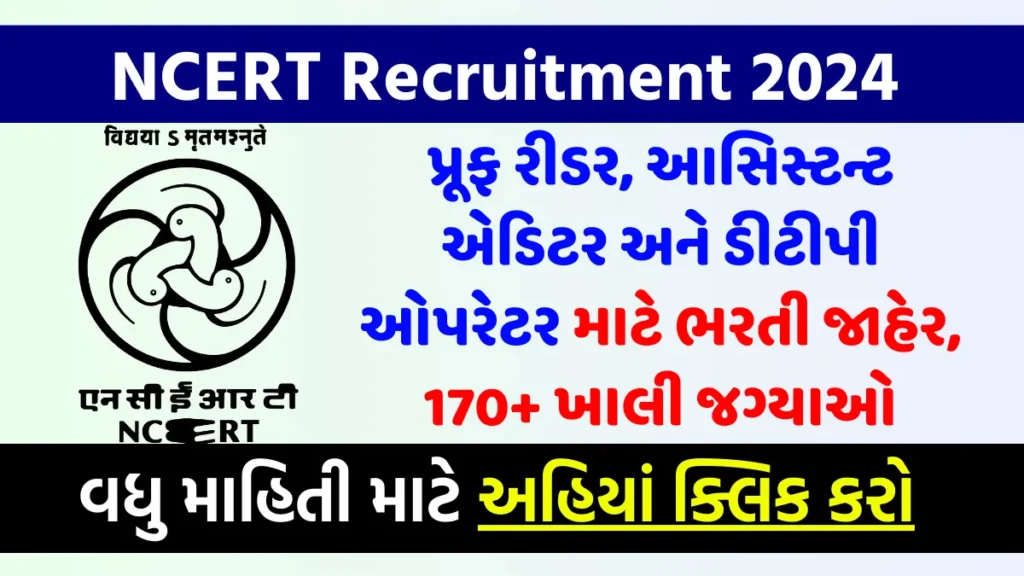 NCERT Recruitment 2024
विद्यया ऽ मृतमश्नुते
પ્રૂફ રીડર, આસિસ્ટન્ટ
એડિટર અને ડીટીપી
ઓપરેટર માટે ભરતી જાહેર,
170+ ખાલી જગ્યાઓ
एन सी ई आर टी
NCERT
વધુ માહિતી માટે અહિયાં ક્લિક કરો